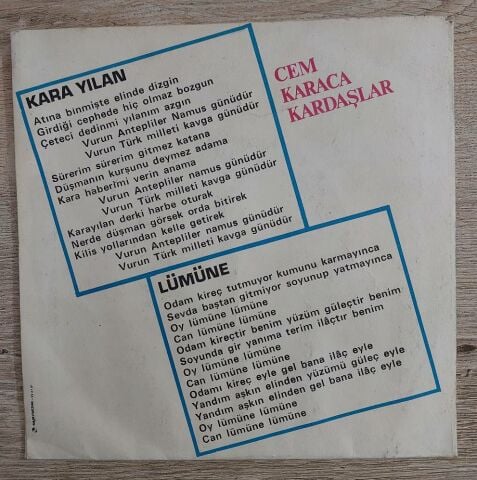 KARA YILAN
Atına binmişte elinde dizgin
Girdiği cephede hiç olmaz bozgun
Çeteci dedinmi yılanım azgın
Vurun Antepliler Namus günüdür
Vurun Türk milleti kavga günüdür
Sürerim sürerim gitmez katana
Düşmanın kurşunu deymez adama
Kara haberimi verin anama
Vurun Antepliler namus günüdür
Vurun Türk milleti kavga günüdür
Karayılan derki harbe oturak
Nerde düşman görsek orda bitirek
Kilis yollarından kelle getirek
Vurun Antepliler namus günüdür
Vurun Türk milleti kavga günüdür
CEM
KARACA
KARDAŞLAR
LÜMÜNE
Odam kireç tutmuyor kumunu karmayınca
Sevda baştan gitmiyor soyunup yatmayınca
Oy lümüne lümüne
Can lümüne lümüne
Odam kireçtir benim yüzüm güleçtir benim
Soyunda gir yanıma terim ilâçtır benim
Oy lümüne lümüne
Can lümüne lümüne
Odamı kireç eyle gel bana ilâç eyle
Yandım aşkın elinden yüzümü güleç eyle
Yandım aşkın elinden gel bana ilâç eyle
Oy lümüne lümüne
Can lümüne lümüne